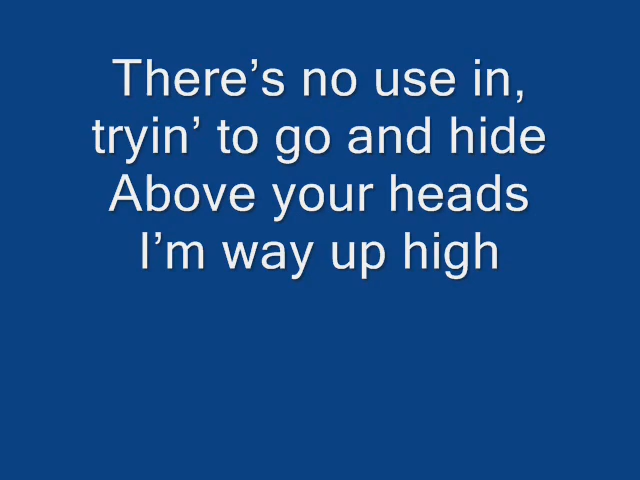 There’s no use in,
tryin’ to go and hide
Above your heads
I’m way up high